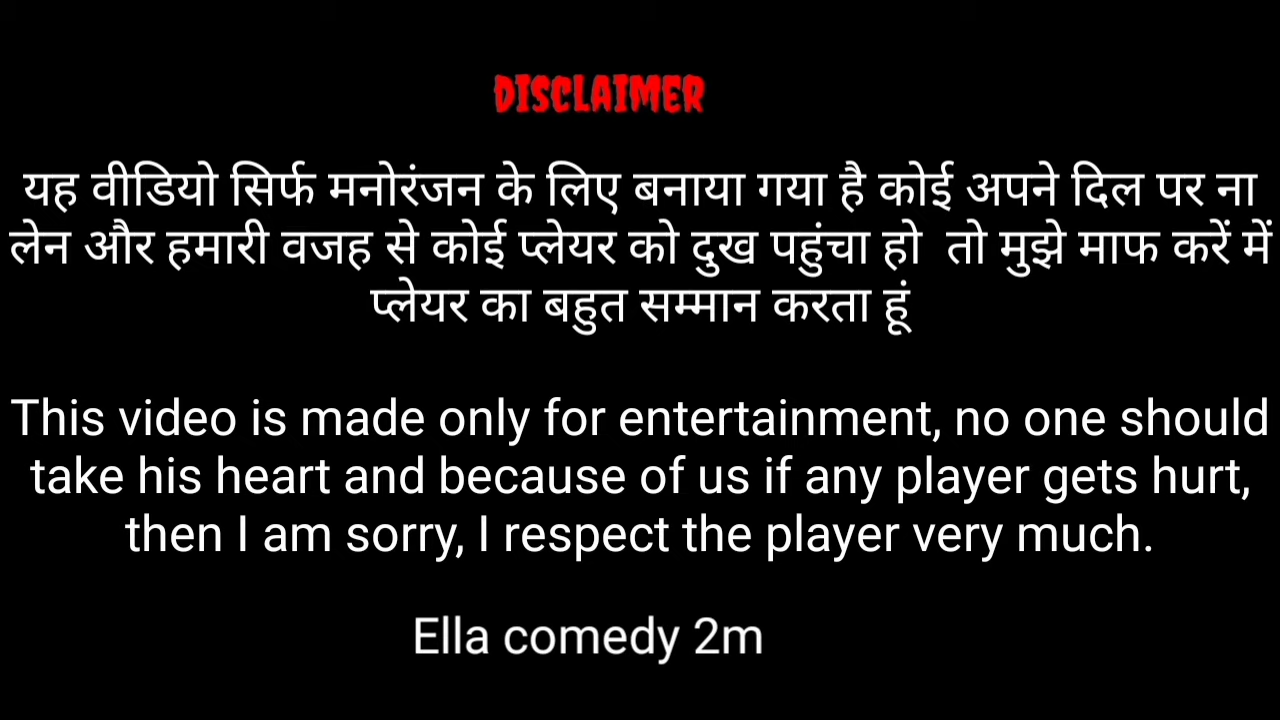 DISCLAIMER
यह वीडियो सिर्फ मनोरंजन के लिए बनाया गया है कोई अपने दिल पर ना
लेन और हमारी वजह से कोई प्लेयर को दुख पहुंचा हो तो मुझे माफ करें में
प्लेयर का बहुत सम्मान करता हूं
This video is made only for entertainment, no one should
take his heart and because of us if any player gets hurt,
then I am sorry, I respect the player very much.
Ella comedy 2m